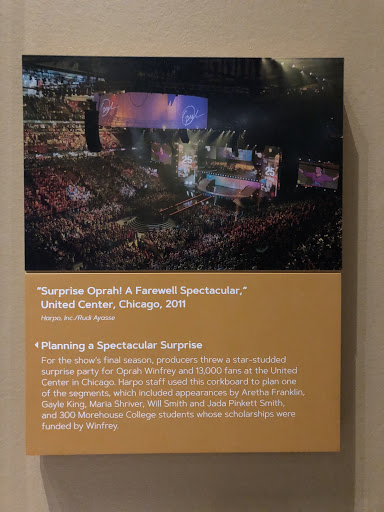 "Surprise Oprah! A Farewell Spectacular,"
United Center, Chicago, 2011
Harpo, Inc./Rudi Ayasse
Planning a Spectacular Surprise
For the show's final season, producers threw a star-studded
surprise party for Oprah Winfrey and 13,000 fans at the United
Center in Chicago. Harpo staff used this corkboard to plan one
of the segments, which included appearances by Aretha Franklin,
Gayle King, Maria Shriver, Will Smith and Jada Pinkett Smith,
and 300 Morehouse College students whose scholarships were
funded by Winfrey.